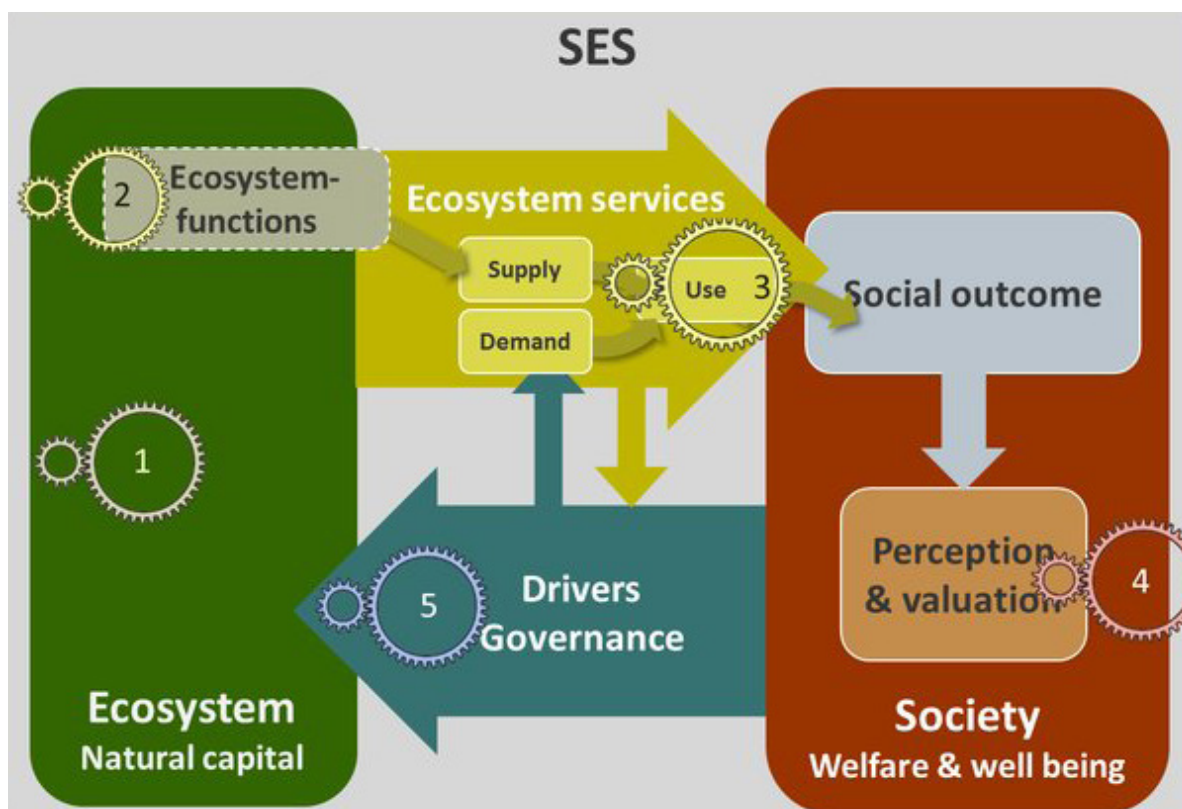 SES
2
Ecosystem-
functions
Ecosystem services
Supply
Use
3
Demand
Social outcome
1
Perception
& valuation
4
5
Drivers
Governance
Ecosystem
Natural capital
Society
Welfare & well being